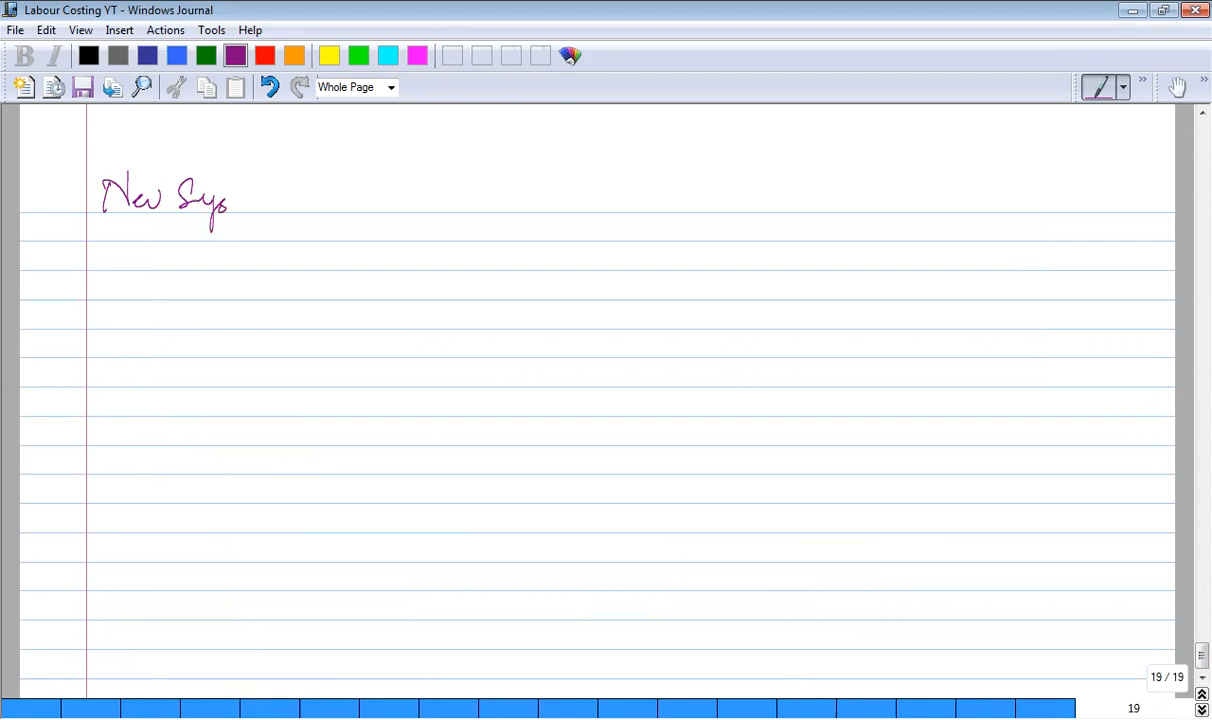 Labour Costing YT - Windows Journal
File Edit View Insert Actions Tools Help
B I
Whole Page
New Sys
19 / 19
19